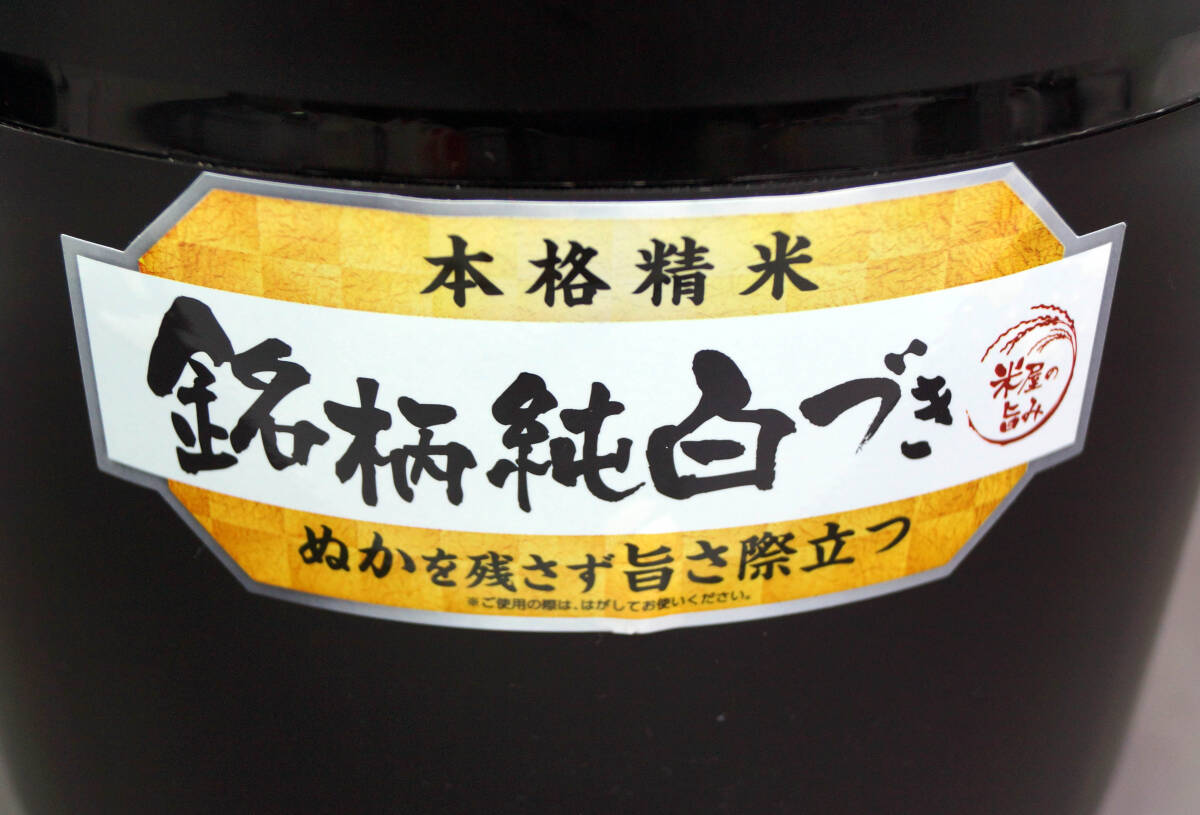 本格精米
銘柄純白づき
米屋の
旨み
ぬかを残さず旨さ際立つ
※ご使用の際は、はがしてお使いください。